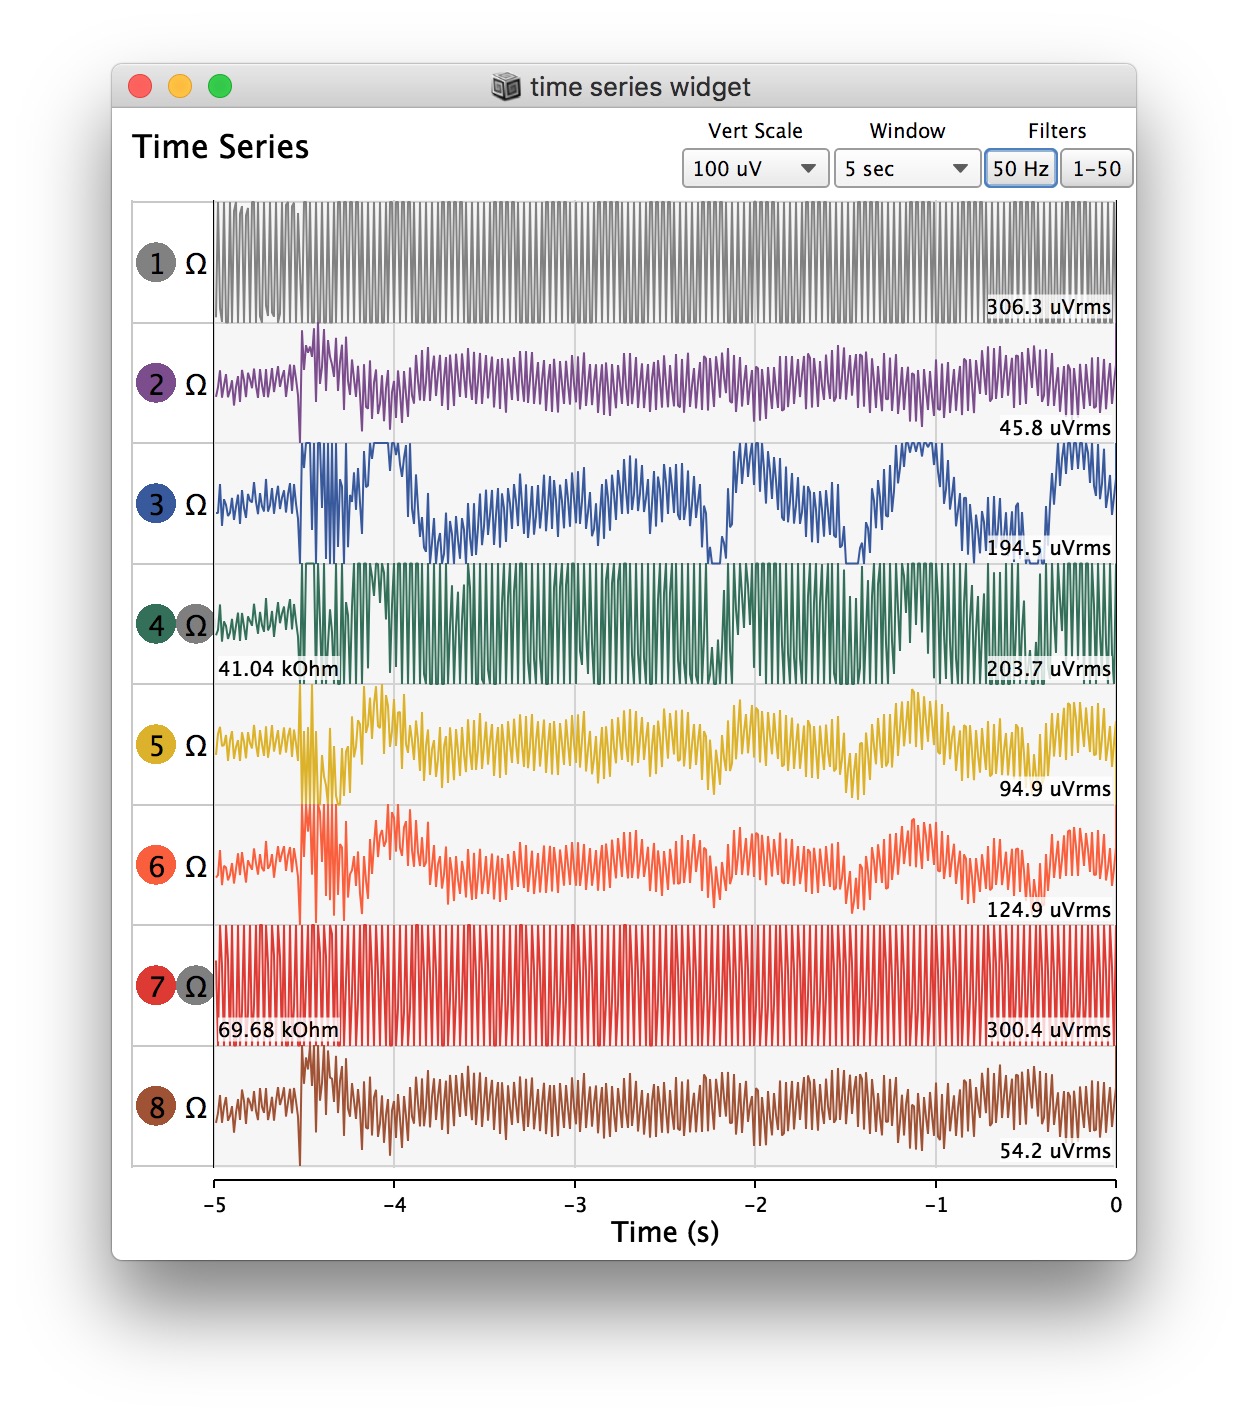 time series widget
Time Series
Vert Scale Window Filters
100 uV 5 sec 50 Hz 1-50
1 Ω
306.3 uVrms
2 Ω
45.8 uVrms
3 Ω
194.5 uVrms
4 Ω
41.04 kOhm 203.7 uVrms
5 Ω
94.9 uVrms
6 Ω
124.9 uVrms
7 Ω
69.68 kOhm 300.4 uVrms
8 Ω
54.2 uVrms
-5 -4 -3 -2 -1 0
Time (s)